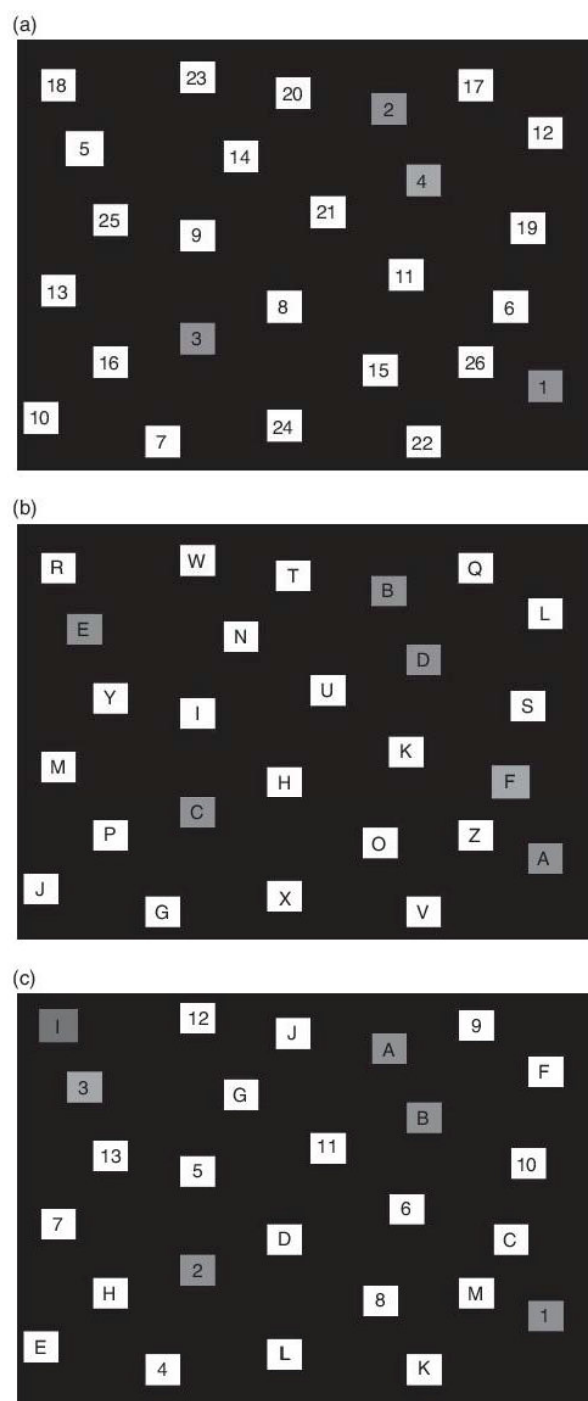 (a)
18 23 20 2 17
5 14 4 12
25 9 21 19
13 8 11 6
16 3 15 26 1
10 7 24 22
(b)
R W T B Q
E N D L
Y I U S
M H K F
P C O Z A
J G X V
(c)
I 12 J A 9
3 G B F
13 5 11 10
7 D 6 C
H 2 8 M 1
E 4 L K